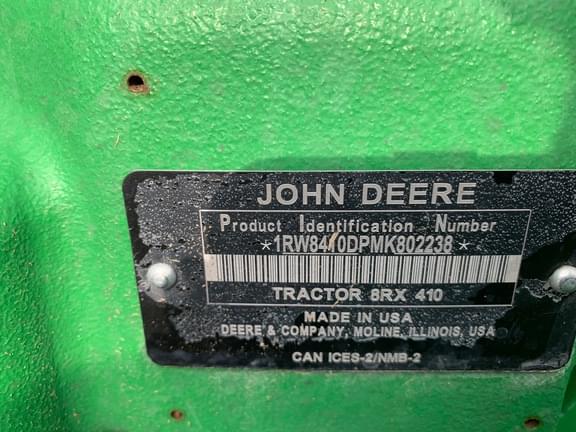 JOHN DEERE
Product Identification Number
TRACTOR 8RX 410
MADE IN USA
DEERE & COMPANY, MOLINE, ILLINOIS, USA
CAN ICES-2/NMB-2